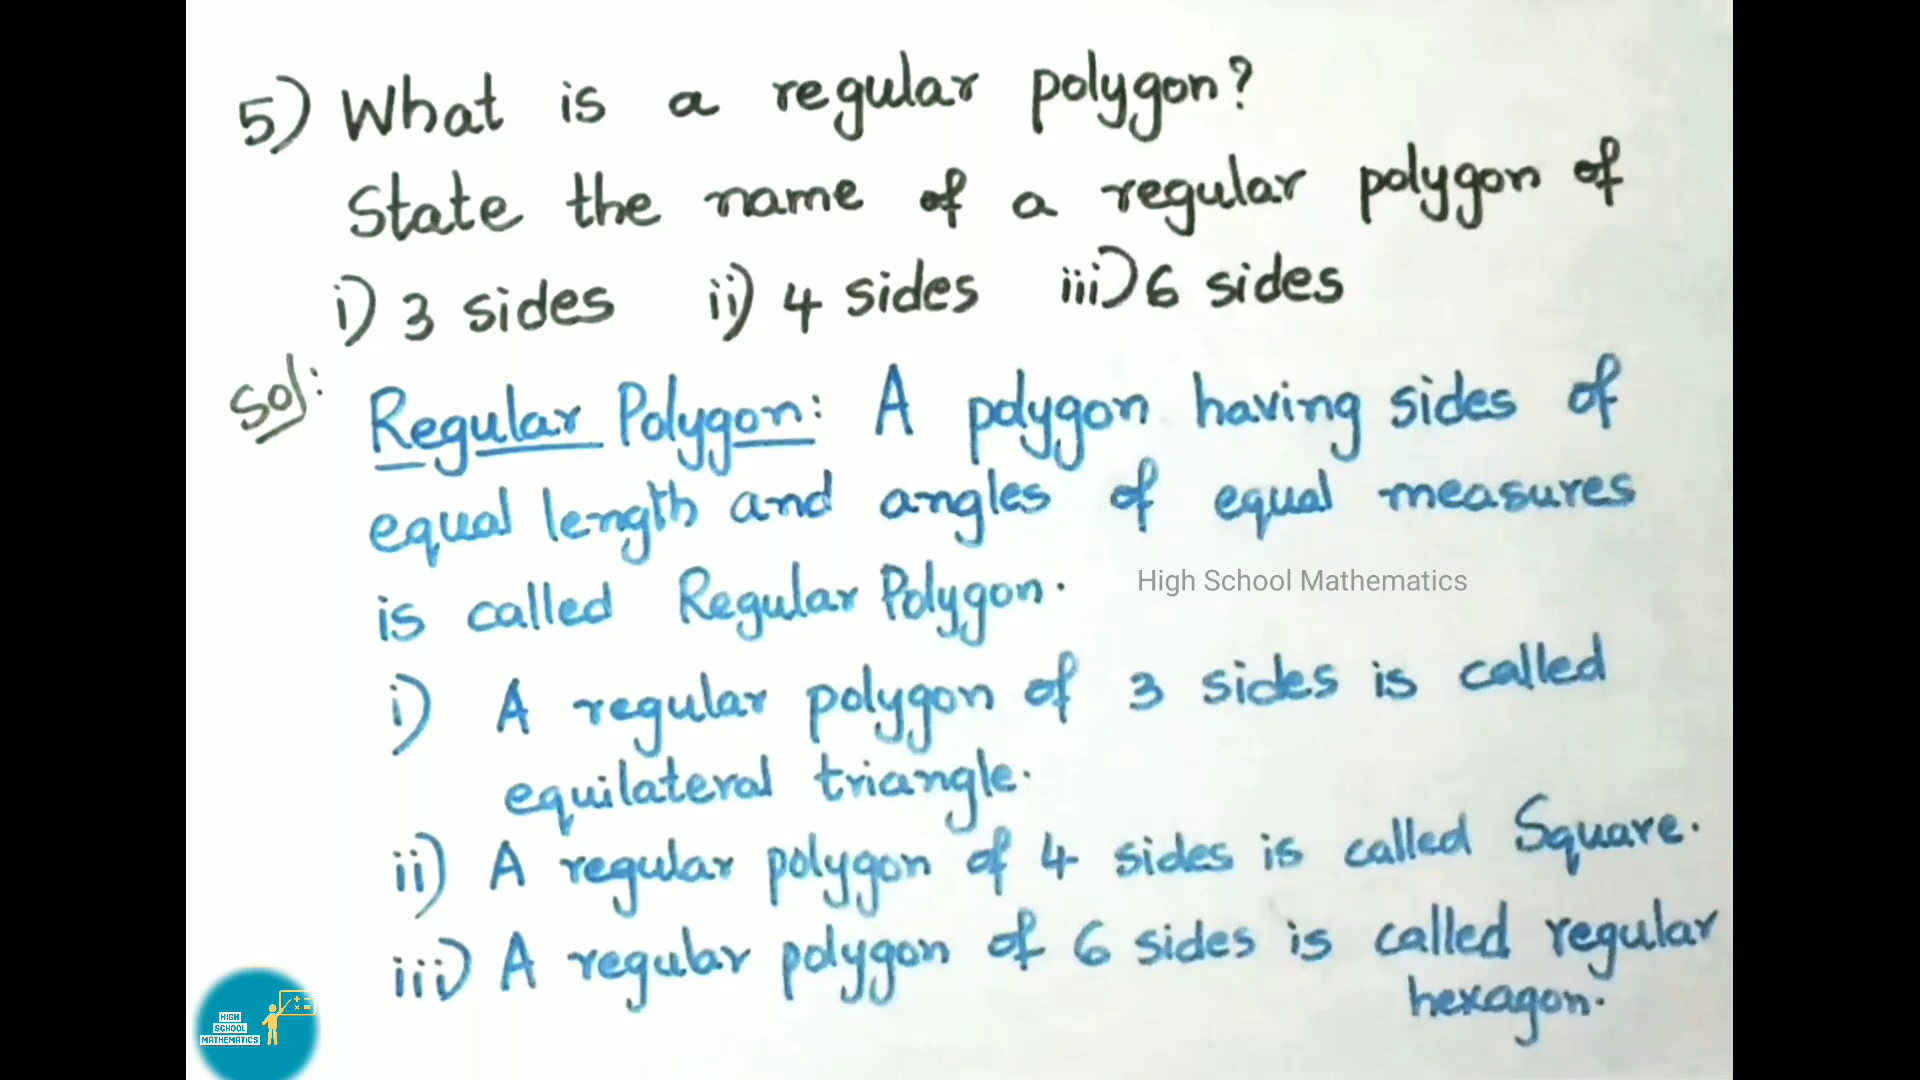 5) What is a regular polygon?
State the name of a regular polygon of
i) 3 sides ii) 4 sides iii) 6 sides
Sol:
Regular Polygon: A polygon having sides of
equal length and angles of equal measures
is called Regular Polygon.
High School Mathematics
i) A regular polygon of 3 sides is called
equilateral triangle.
ii) A regular polygon of 4 sides is called Square.
iii) A regular polygon of 6 sides is called regular
hexagon.
HIGH
SCHOOL
MATHEMATICS